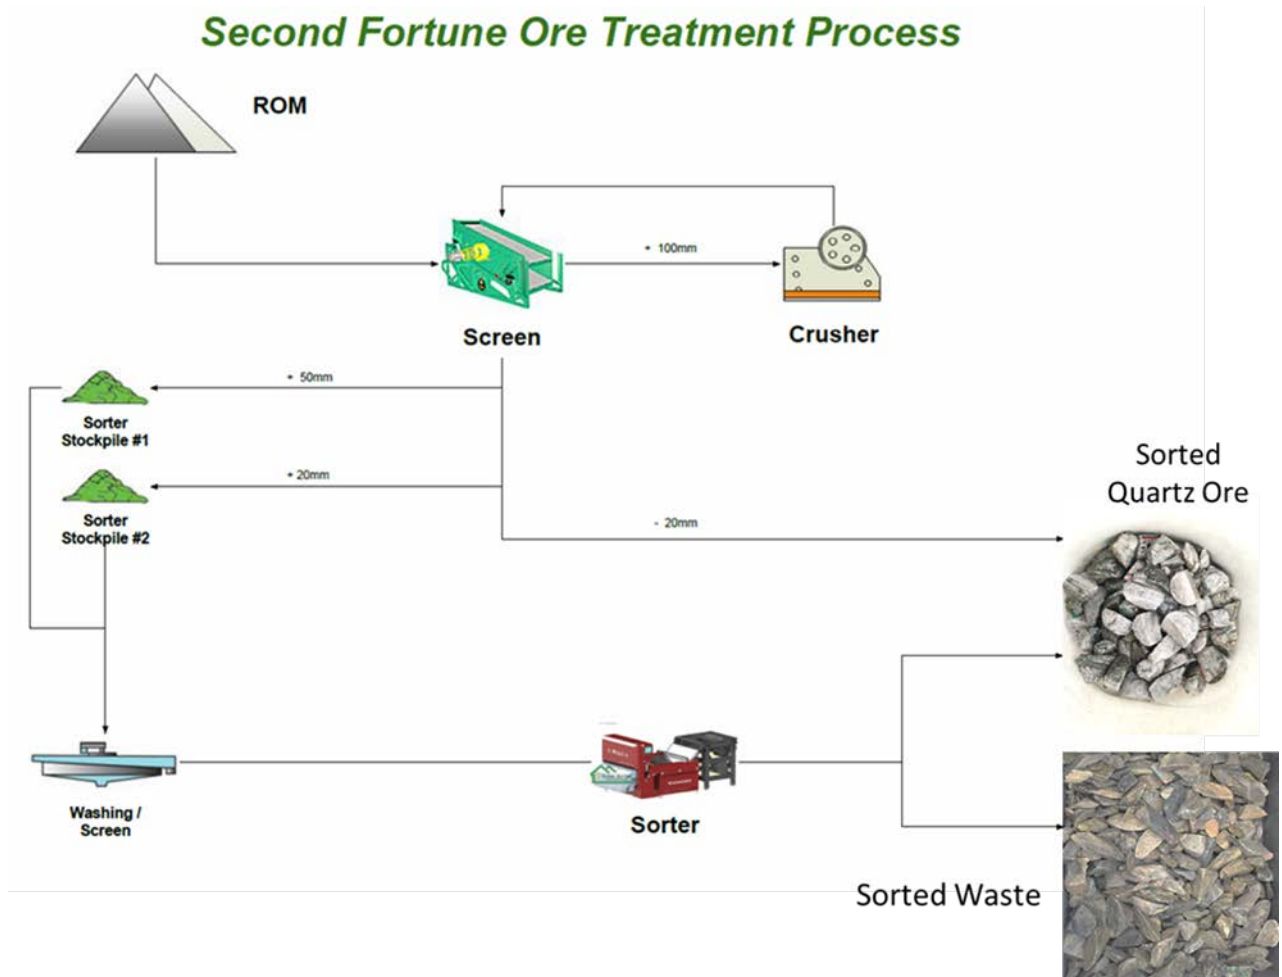 Second Fortune Ore Treatment Process
ROM
+ 100mm
Screen
Crusher
+ 50mm
Sorter
Stockpile #1
+ 20mm
Sorter
Stockpile #2
- 20mm
Sorted
Quartz Ore
Washing /
Screen
Sorter
Sorted Waste